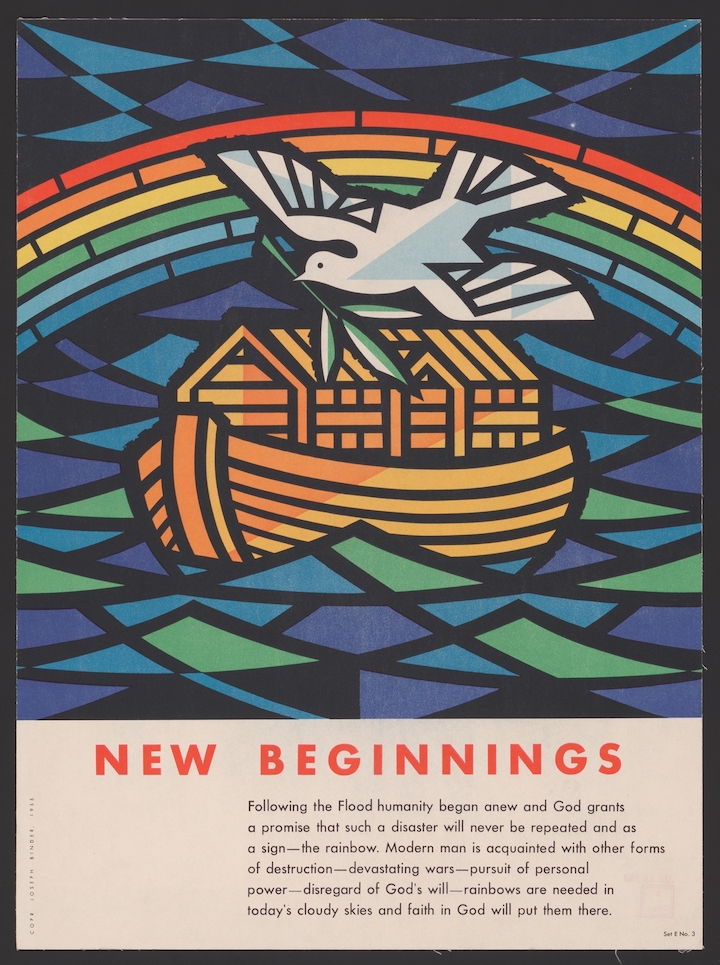 NEW BEGINNINGS
Following the Flood humanity began anew and God grants
a promise that such a disaster will never be repeated and as
a sign—the rainbow. Modern man is acquainted with other forms
of destruction—devastating wars—pursuit of personal
power—disregard of God's will—rainbows are needed in
today's cloudy skies and faith in God will put them there.
COPR. JOSEPH BINDER, 1955
Set E No. 3